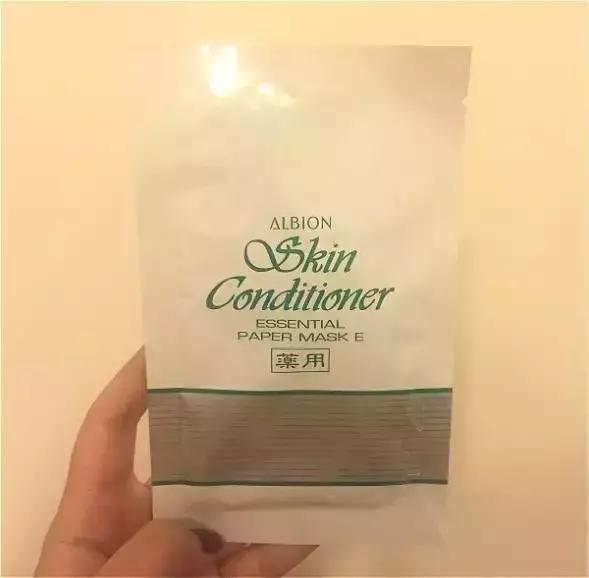 ALBION
Skin
Conditioner
ESSENTIAL
PAPER MASK E
薬用